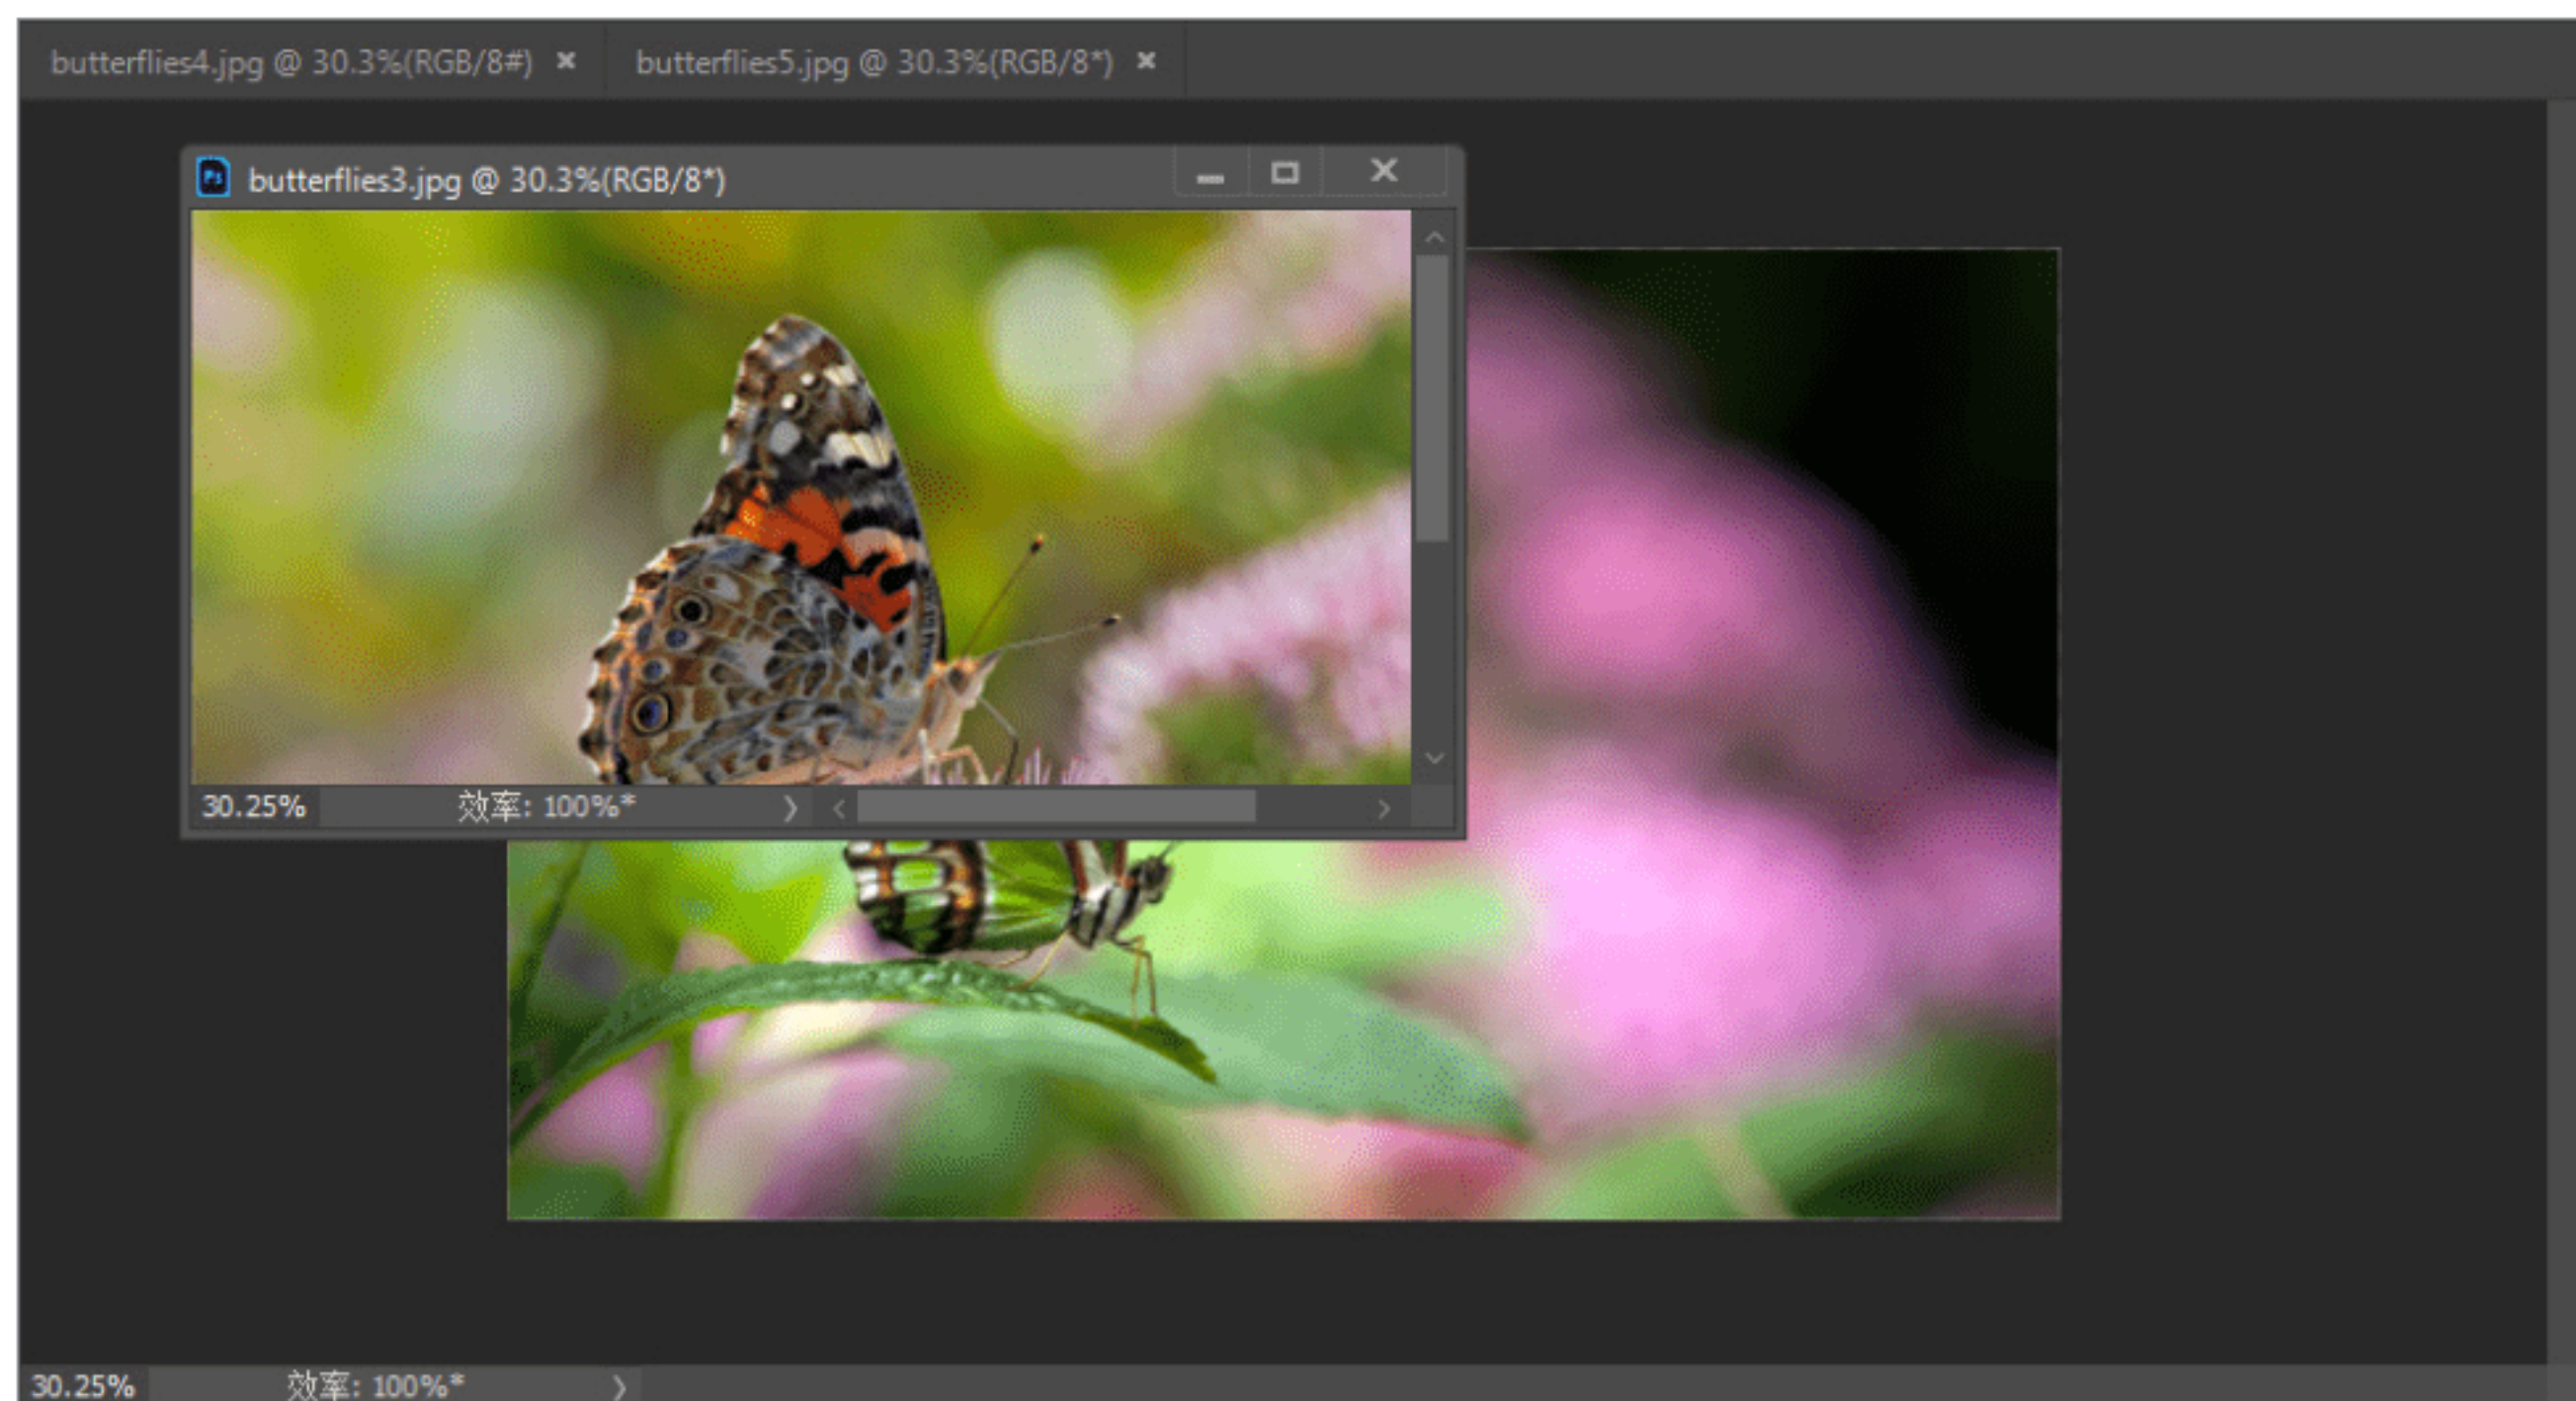 butterflies4.jpg @ 30.3%(RGB/8#) × butterflies5.jpg @ 30.3%(RGB/8*) ×
Ps butterflies3.jpg @ 30.3%(RGB/8*)
30.25% 效率: 100%*
30.25% 效率: 100%*